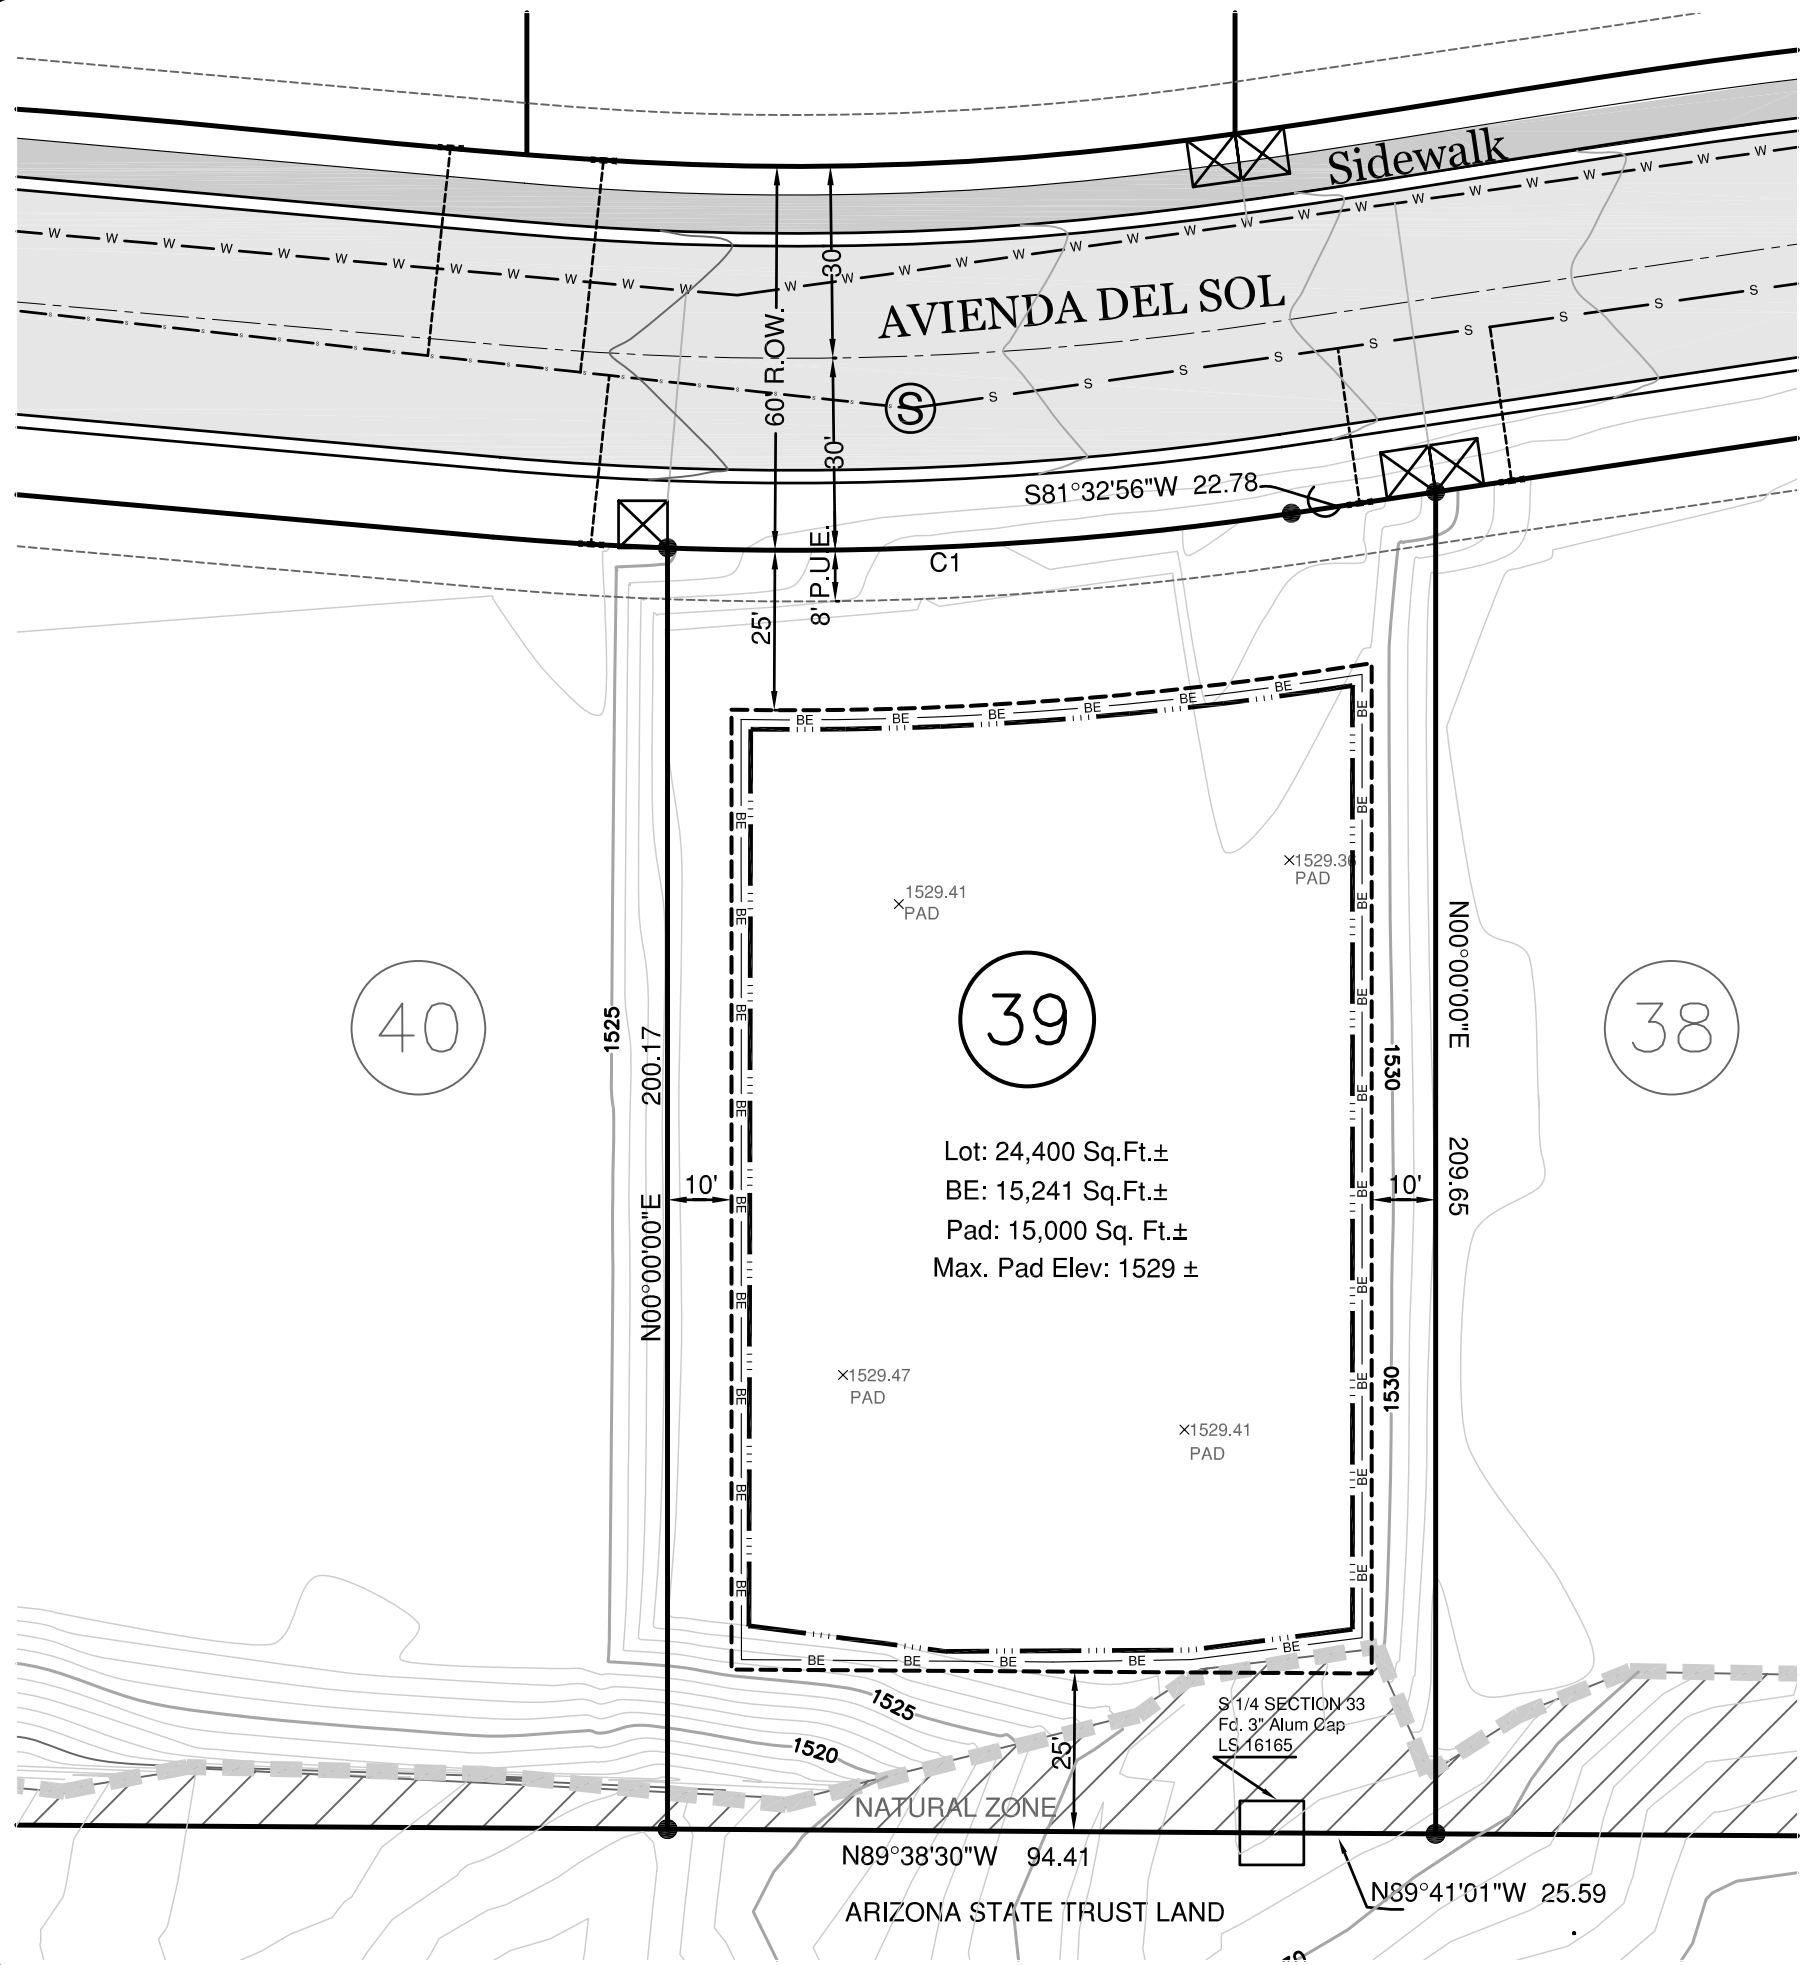 Sidewalk
AVIENDA DEL SOL
30'
60' R.OW.
S
30'
S81°32'56"W 22.78
C1
8' P.U.E.
25'
1529.36
PAD
1529.41
PAD
39
40
38
1525
200.17
N00°00'00"E
N00°00'00"E
209.65
1530
Lot: 24,400 Sq.Ft.±
BE: 15,241 Sq.Ft.±
Pad: 15,000 Sq. Ft.±
Max. Pad Elev: 1529 ±
10'
10'
1529.47
PAD
1530
1529.41
PAD
BE
W
S
1525
1520
25'
S 1/4 SECTION 33
Fd. 3" Alum Cap
LS 16165
NATURAL ZONE
N89°38'30"W 94.41
N89°41'01"W 25.59
ARIZONA STATE TRUST LAND